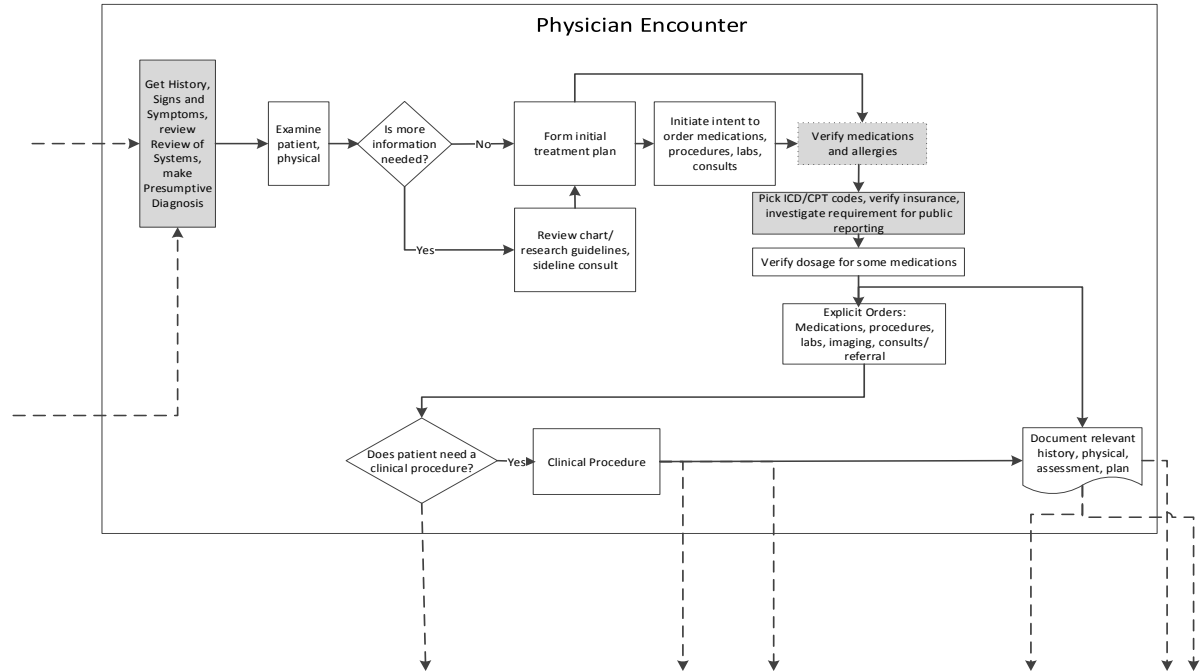 Physician Encounter
Get History,
Signs and
Symptoms,
review
Review of
Systems,
make
Presumptive
Diagnosis
Examine
patient,
physical
Is more
information
needed?
No
Form initial
treatment plan
Initiate intent to
order medications,
procedures, labs,
consults
Verify medications
and allergies
Yes
Review chart/
research guidelines,
sideline consult
Pick ICD/CPT codes, verify insurance,
investigate requirement for public
reporting
Verify dosage for some medications
Explicit Orders:
Medications, procedures,
labs, imaging, consults/
referral
Does patient need a
clinical procedure?
Yes
Clinical Procedure
Document relevant
history, physical,
assessment, plan